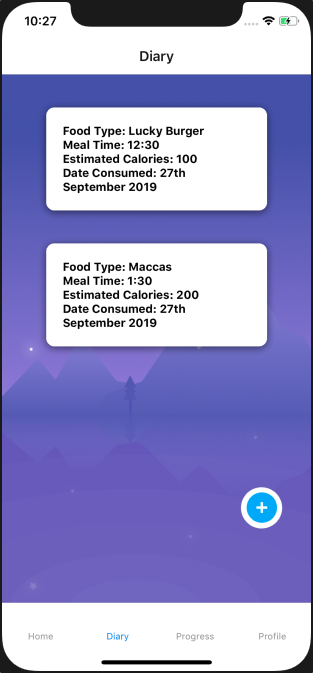 10:27
Diary
Food Type: Lucky Burger
Meal Time: 12:30
Estimated Calories: 100
Date Consumed: 27th
September 2019
Food Type: Maccas
Meal Time: 1:30
Estimated Calories: 200
Date Consumed: 27th
September 2019
+
Home Diary Progress Profile